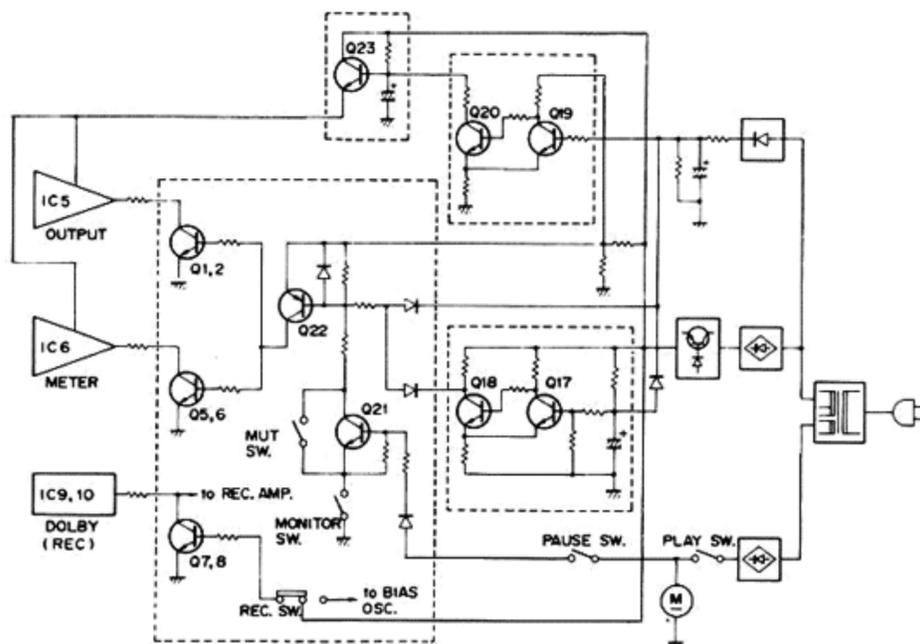 Q23
Q20
Q19
IC5
OUTPUT
Q1,2
Q22
IC6
METER
Q5,6
Q18
Q17
Q21
MUT
SW.
IC9,10
DOLBY
(REC)
to REC. AMP.
MONITOR
SW.
Q7,8
PAUSE SW.
PLAY SW.
M
REC. SW.
to BIAS
OSC.
+
+
+